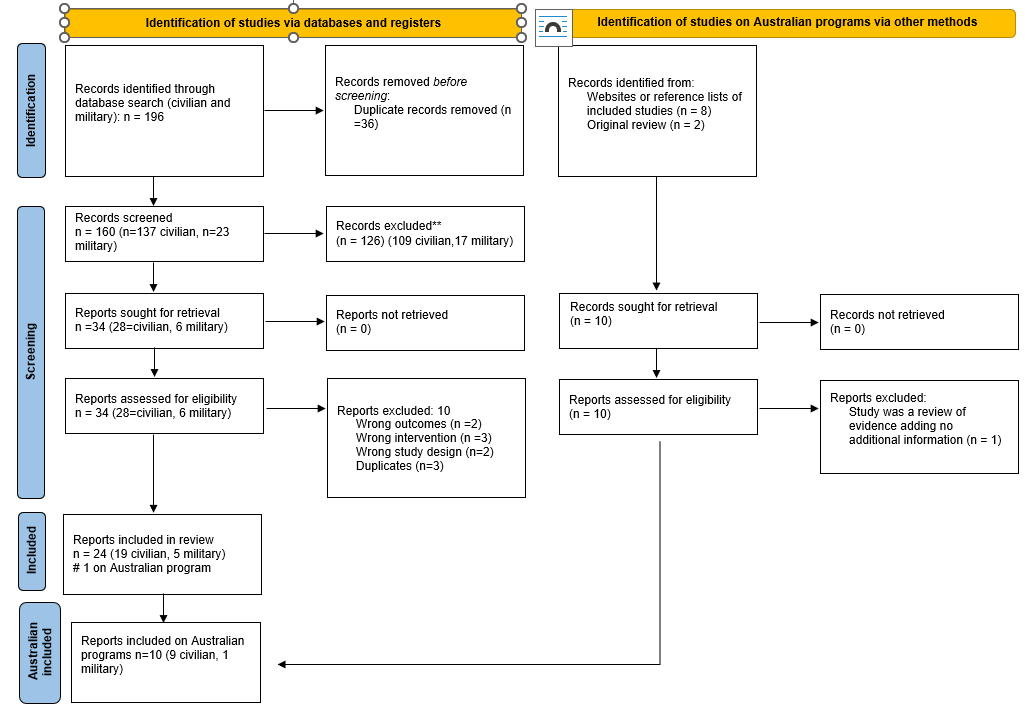 Identification of studies via databases and registers
Identification of studies on Australian programs via other methods
Identification
Records identified through
database search (civilian and
military): n = 196
Records removed before
screening:
Duplicate records removed (n
=36)
Records identified from:
Websites or reference lists of
included studies (n = 8)
Original review (n = 2)
Screening
Records screened
n = 160 (n=137 civilian, n=23
military)
Records excluded**
(n = 126) (109 civilian,17 military)
Reports sought for retrieval
n =34 (28=civilian, 6 military)
Reports not retrieved
(n = 0)
Records sought for retrieval
(n = 10)
Records not retrieved
(n = 0)
Reports assessed for eligibility
n = 34 (28=civilian, 6 military)
Reports excluded: 10
Wrong outcomes (n =2)
Wrong intervention (n =3)
Wrong study design (n=2)
Duplicates (n=3)
Reports assessed for eligibility
(n = 10)
Reports excluded:
Study was a review of
evidence adding no
additional information (n = 1)
Included
Reports included in review
n = 24 (19 civilian, 5 military)
# 1 on Australian program
Australian
included
Reports included on Australian
programs n=10 (9 civilian, 1
military)